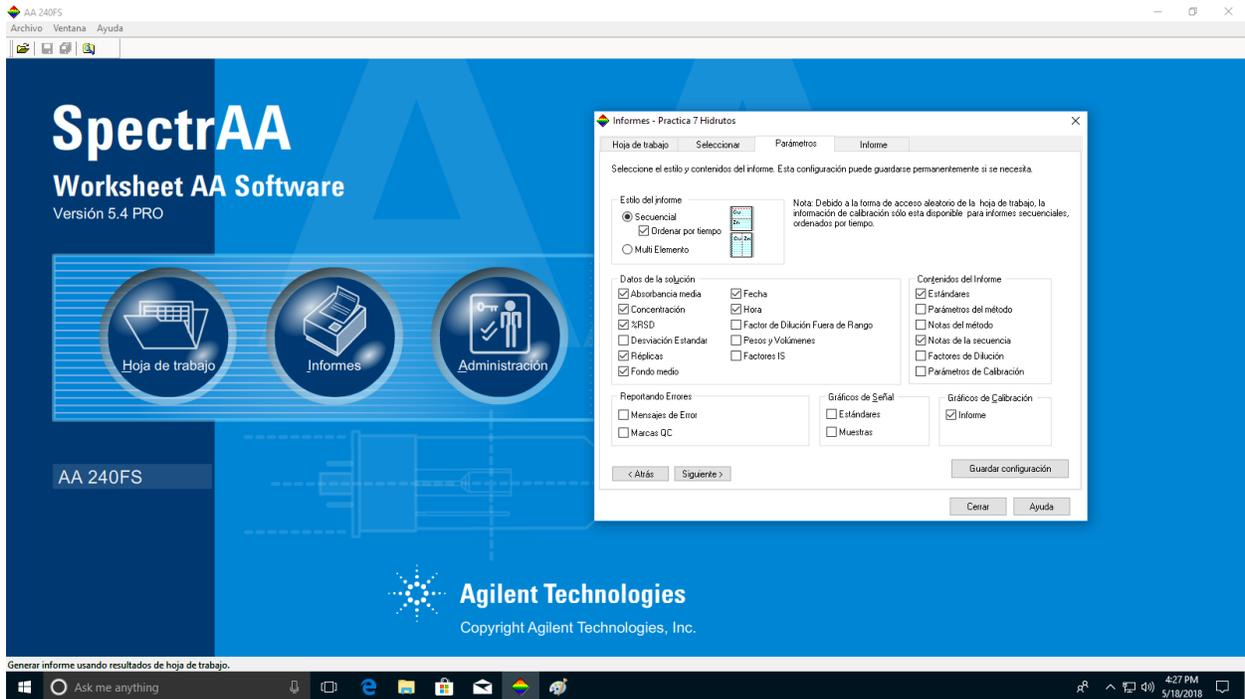 AA 240FS
Archivo Ventana Ayuda
SpectrAA
Worksheet AA Software
Versión 5.4 PRO
Hoja de trabajo
Informes
Administración
AA 240FS
Agilent Technologies
Copyright Agilent Technologies, Inc.
Informes - Practica 7 Hidrutos
Hoja de trabajo Seleccionar Parámetros Informe
Seleccione el estilo y contenidos del informe. Esta configuración puede guardarse permanentemente si se necesita.
Estilo del informe
Secuencial
Ordenar por tiempo
Multi Elemento
Nota: Debido a la forma de acceso aleatorio de la hoja de trabajo, la
información de calibración sólo esta disponible para informes secuenciales,
ordenados por tiempo.
Datos de la solución
Absorbancia media
Concentración
%RSD
Desviación Estandar
Réplicas
Fondo medio
Fecha
Hora
Factor de Dilución Fuera de Rango
Pesos y Volúmenes
Factores IS
Contenidos del Informe
Estándares
Parámetros del método
Notas del método
Notas de la secuencia
Factores de Dilución
Parámetros de Calibración
Reportando Errores
Mensajes de Error
Marcas QC
Gráficos de Señal
Estándares
Muestras
Gráficos de Calibración
Informe
< Atrás Siguiente >
Guardar configuración
Cerrar Ayuda
Generar informe usando resultados de hoja de trabajo.
Ask me anything
4:27 PM
5/18/2018